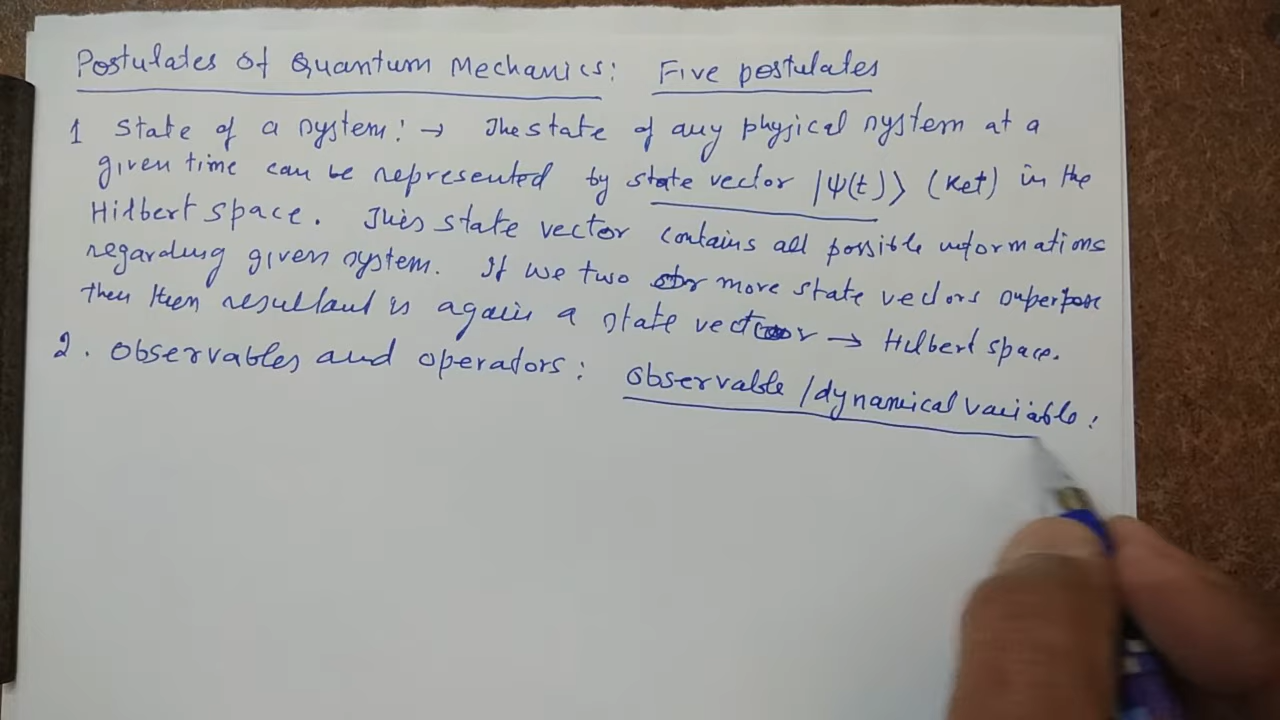 Postulates of Quantum Mechanics: Five postulates
1 State of a system: → The state of any physical system at a
given time can be represented by state vector |ψ(t)⟩ (Ket) in the
Hilbert space. This state vector contains all possible informations
regarding given system. If we two or more state vectors superpose
then then resultant is again a state vector → Hilbert space.
2. Observables and operators: Observable /dynamical variable: